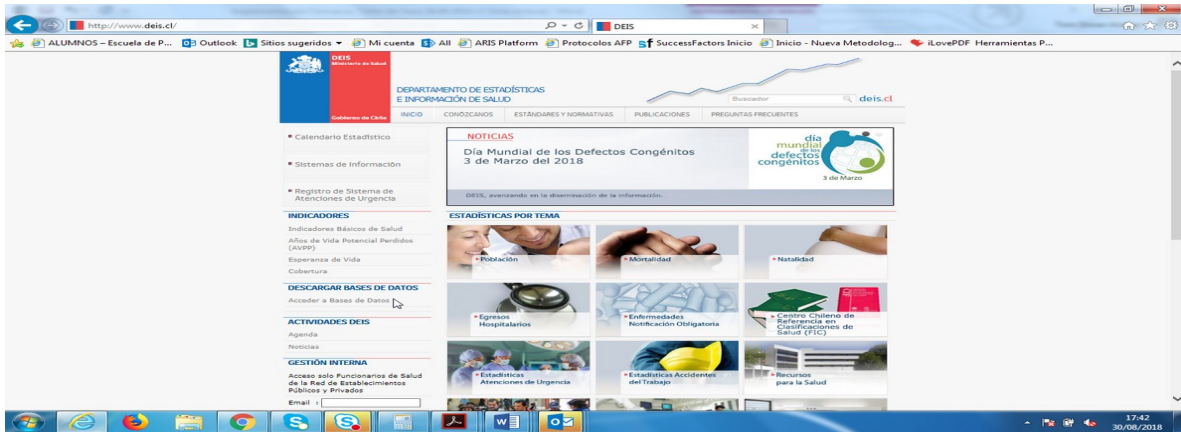 http://www.deis.cl/
DEIS
ALUMNOS – Escuela de P...
Outlook
Sitios sugeridos
Mi cuenta
All
ARIS Platform
Protocolos AFP
SuccessFactors Inicio
Inicio - Nueva Metodolog...
iLovePDF Herramientas P...
DEIS
Ministerio de Salud
Gobierno de Chile
DEPARTAMENTO DE ESTADÍSTICAS
E INFORMACIÓN DE SALUD
Buscador
deis.cl
INICIO
CONÓZCANOS
ESTÁNDARES Y NORMATIVAS
PUBLICACIONES
PREGUNTAS FRECUENTES
Calendario Estadístico
Sistemas de Información
Registro de Sistema de
Atenciones de Urgencia
NOTICIAS
Día Mundial de los Defectos Congénitos
3 de Marzo del 2018
DEIS, avanzando en la diseminación de la información.
día
mundial
de los
defectos
congénitos
3 de Marzo
INDICADORES
Indicadores Básicos de Salud
Años de Vida Potencial Perdidos
(AVPP)
Esperanza de Vida
Cobertura
DESCARGAR BASES DE DATOS
Acceder a Bases de Datos
ACTIVIDADES DEIS
Agenda
Noticias
GESTIÓN INTERNA
Acceso solo Funcionarios de Salud
de la Red de Establecimientos
Públicos y Privados
Email :
ESTADÍSTICAS POR TEMA
Población
Mortalidad
Natalidad
Egresos
Hospitalarios
Enfermedades
Notificación Obligatoria
Centro Chileno de
Referencia en
Clasificaciones de
Salud (FIC)
Estadísticas
Atenciones de Urgencia
Estadísticas Accidentes
del Trabajo
Recursos
para la Salud
17:42
30/08/2018